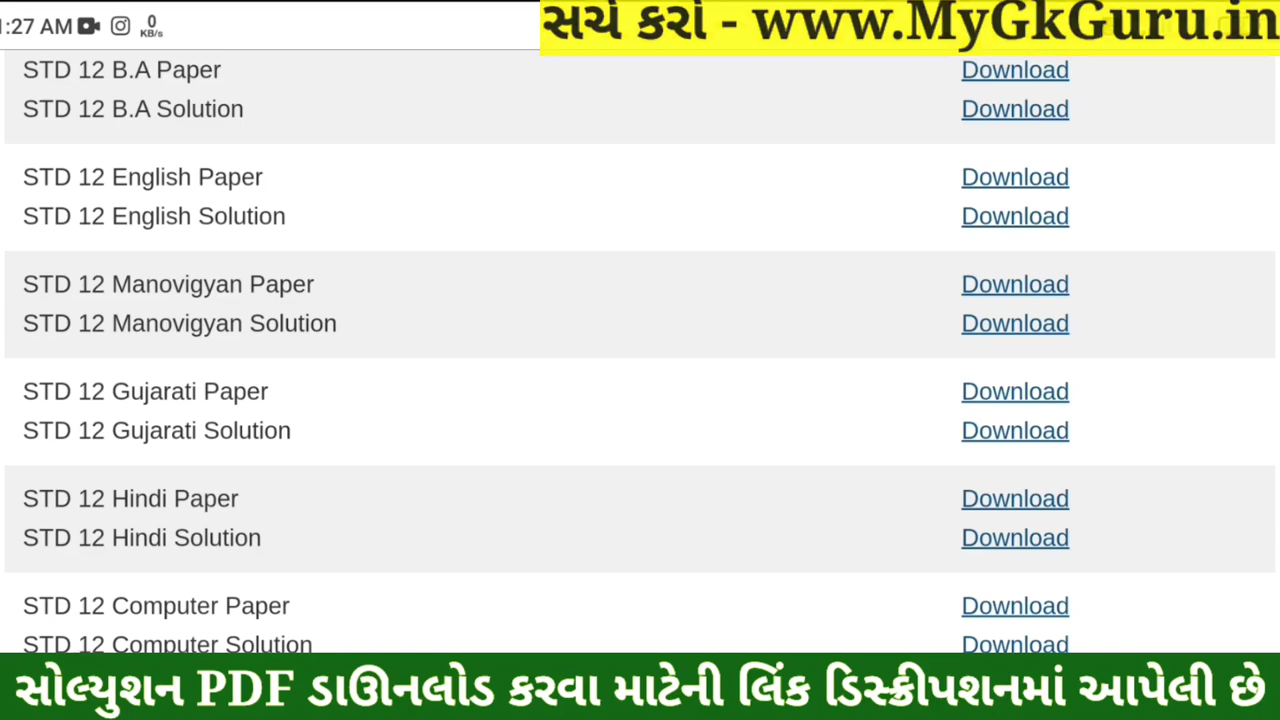 :27 AM 0 KB/s
સર્ચ કરો - www.MyGkGuru.in
STD 12 B.A Paper Download
STD 12 B.A Solution Download
STD 12 English Paper Download
STD 12 English Solution Download
STD 12 Manovigyan Paper Download
STD 12 Manovigyan Solution Download
STD 12 Gujarati Paper Download
STD 12 Gujarati Solution Download
STD 12 Hindi Paper Download
STD 12 Hindi Solution Download
STD 12 Computer Paper Download
STD 12 Computer Solution Download
સોલ્યુશન PDF ડાઊનલોડ કરવા માટેની લિંક ડિસ્ક્રીપશનમાં આપેલી છે